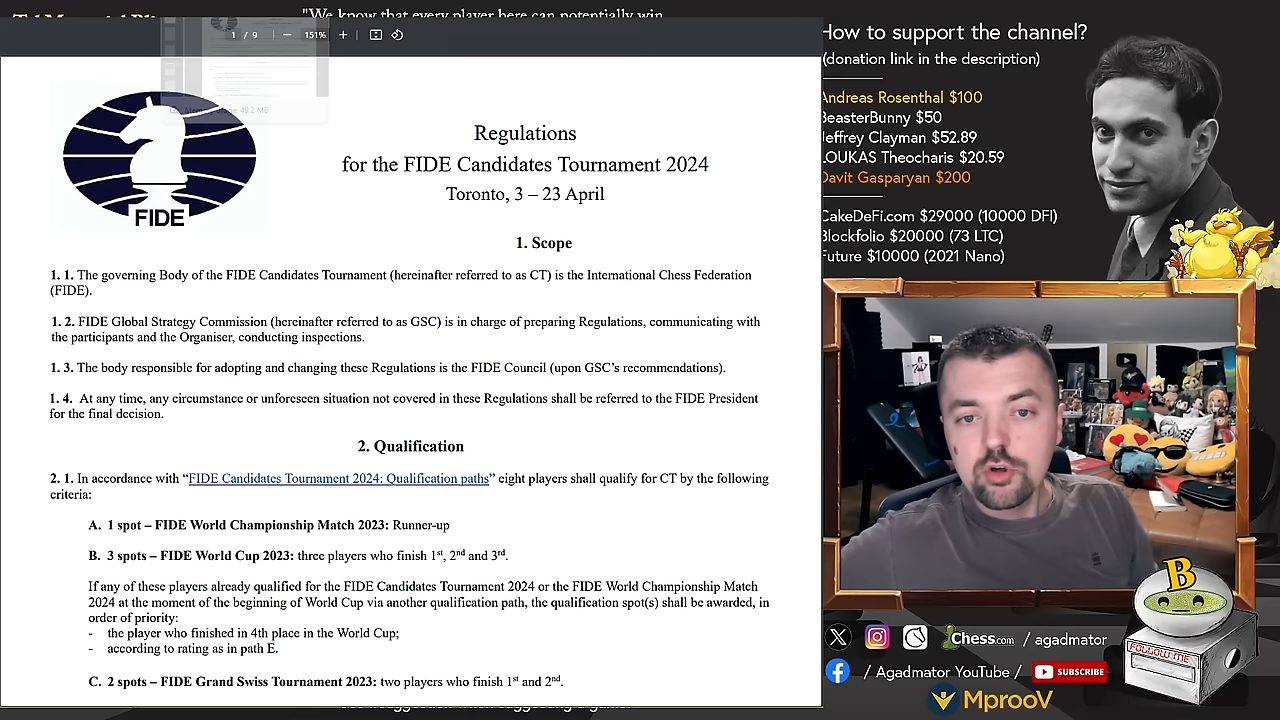 "We know that every player here can potentially win
1 / 9
151%
Memory usage: 49.2 MB
FIDE
Regulations
for the FIDE Candidates Tournament 2024
Toronto, 3 – 23 April
1. Scope
1. 1. The governing Body of the FIDE Candidates Tournament (hereinafter referred to as CT) is the International Chess Federation
(FIDE).
1. 2. FIDE Global Strategy Commission (hereinafter referred to as GSC) is in charge of preparing Regulations, communicating with
the participants and the Organiser, conducting inspections.
1. 3. The body responsible for adopting and changing these Regulations is the FIDE Council (upon GSC's recommendations).
1. 4. At any time, any circumstance or unforeseen situation not covered in these Regulations shall be referred to the FIDE President
for the final decision.
2. Qualification
2. 1. In accordance with “FIDE Candidates Tournament 2024: Qualification paths” eight players shall qualify for CT by the following
criteria:
A. 1 spot – FIDE World Championship Match 2023: Runner-up
B. 3 spots – FIDE World Cup 2023: three players who finish 1st, 2nd and 3rd.
If any of these players already qualified for the FIDE Candidates Tournament 2024 or the FIDE World Championship Match
2024 at the moment of the beginning of World Cup via another qualification path, the qualification spot(s) shall be awarded, in
order of priority:
- the player who finished in 4th place in the World Cup;
- according to rating as in path E.
C. 2 spots – FIDE Grand Swiss Tournament 2023: two players who finish 1st and 2nd.
How to support the channel?
(donation link in the description)
Andreas Rosenthal $100
BeasterBunny $50
Jeffrey Clayman $52.89
LOUKAS Theocharis $20.59
Davit Gasparyan $200
CakeDeFi.com $29000 (10000 DFI)
Blockfolio $20000 (73 LTC)
Future $10000 (2021 Nano)
B
FOLLOW ME
Chess.com / agadmator
/ Agadmator YouTube /
SUBSCRIBE
MprooV